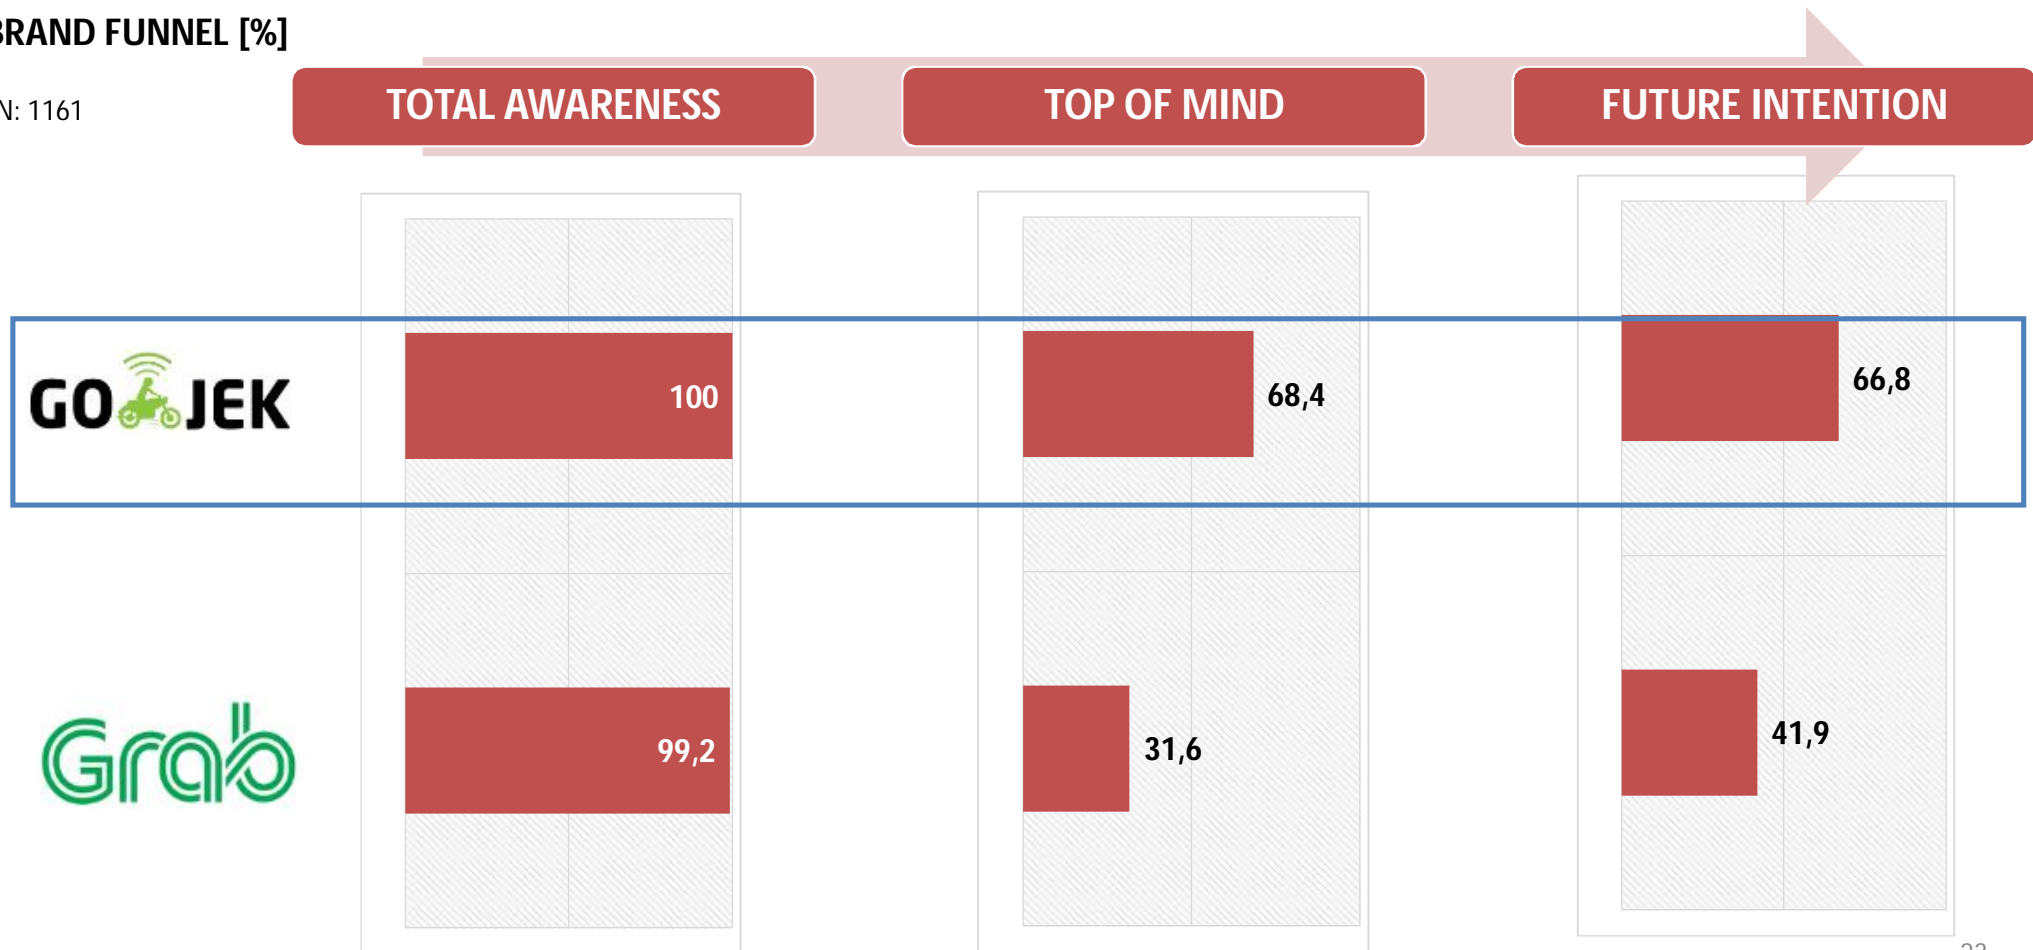 BRAND FUNNEL [%]
N: 1161
TOTAL AWARENESS
TOP OF MIND
FUTURE INTENTION
GO JEK
100
68,4
66,8
Grab
99,2
31,6
41,9